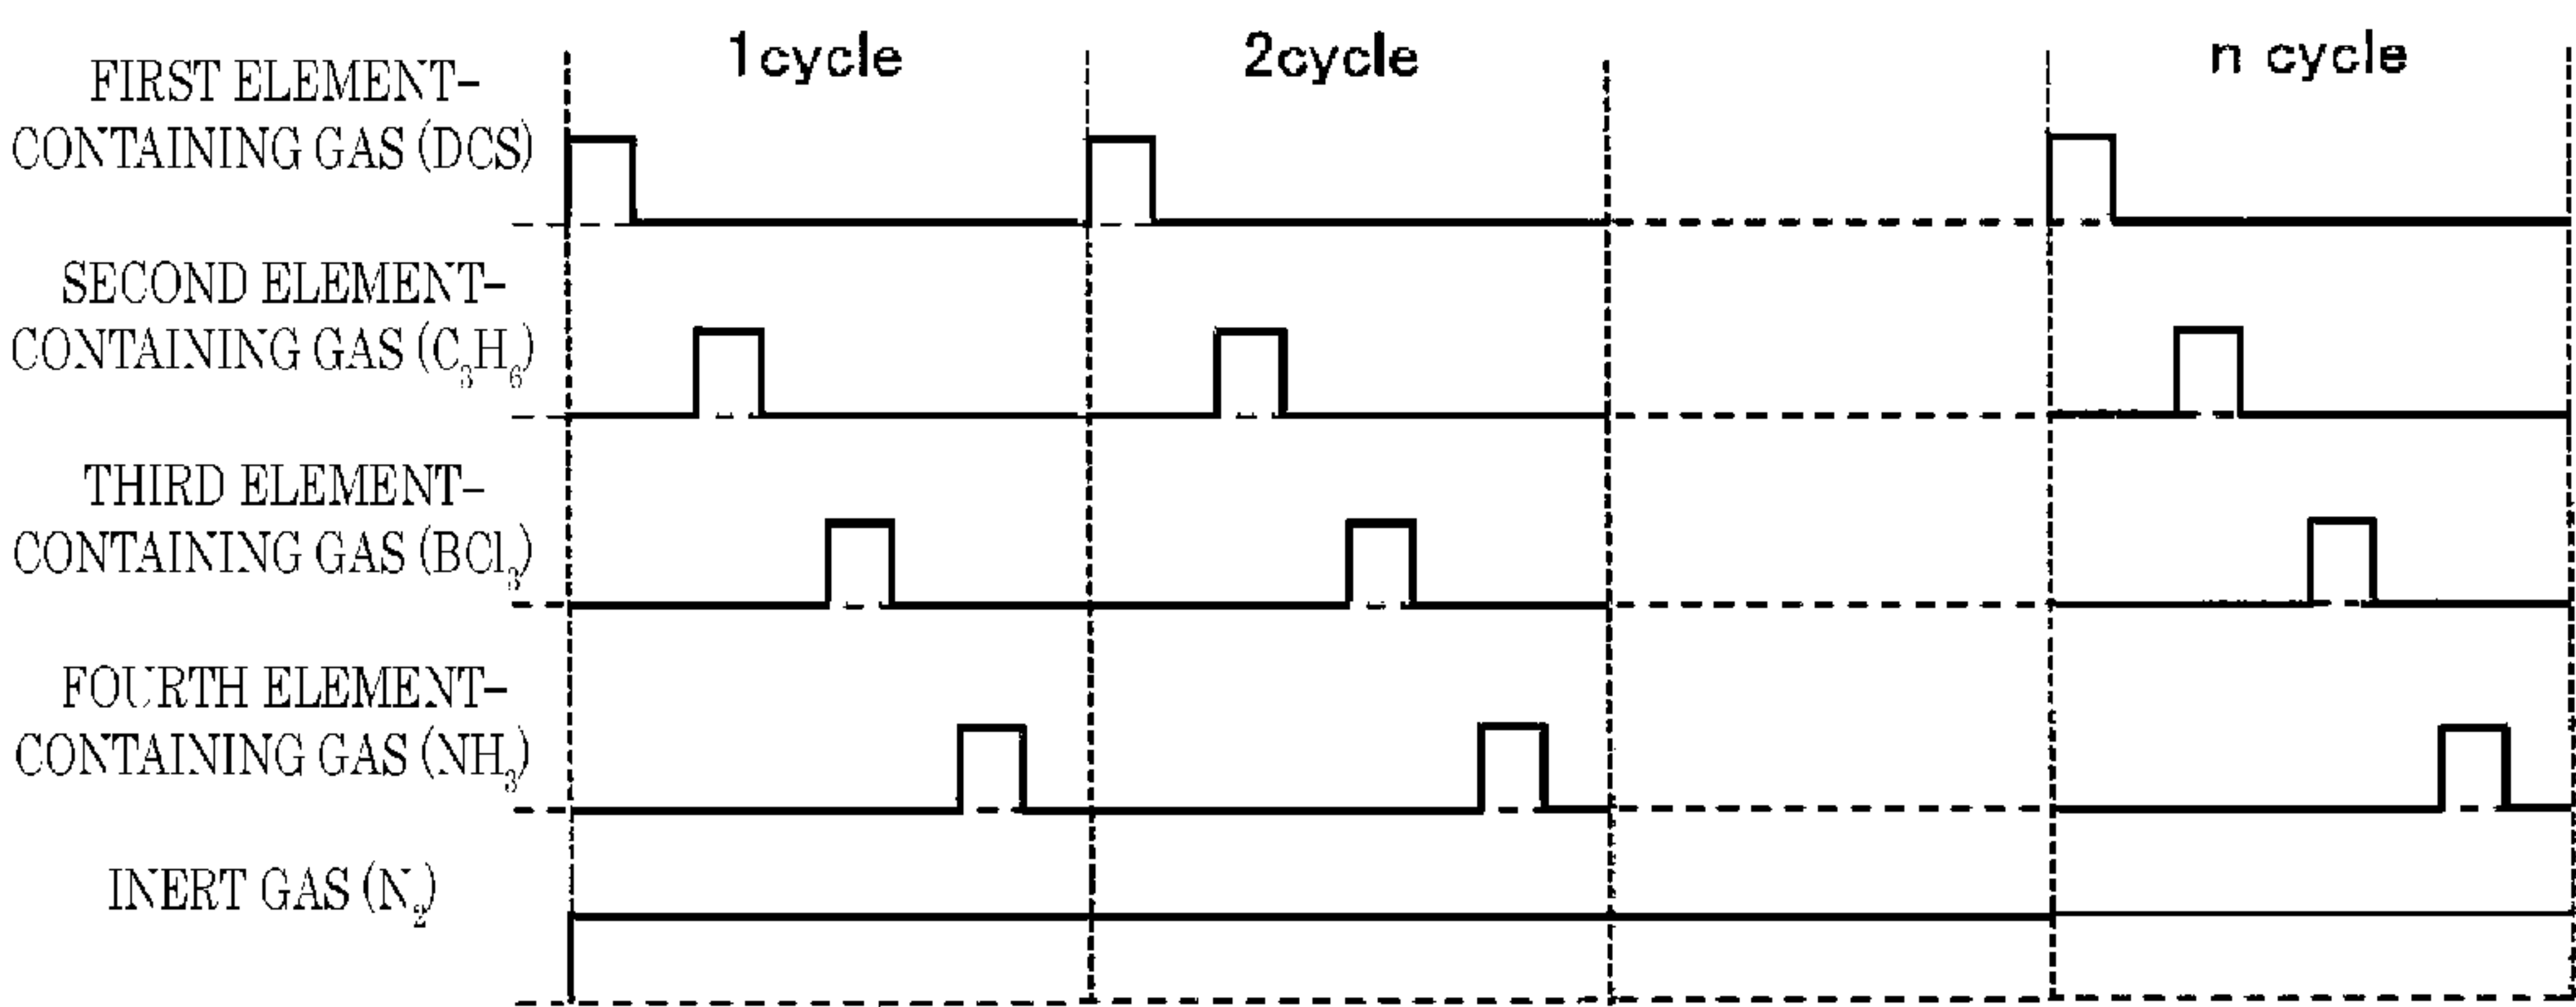 1cycle 2cycle n cycle
FIRST ELEMENT-
CONTAINING GAS (DCS)
SECOND ELEMENT-
CONTAINING GAS (C₃H₆)
THIRD ELEMENT-
CONTAINING GAS (BCl₃)
FOURTH ELEMENT-
CONTAINING GAS (NH₃)
INERT GAS (N₂)